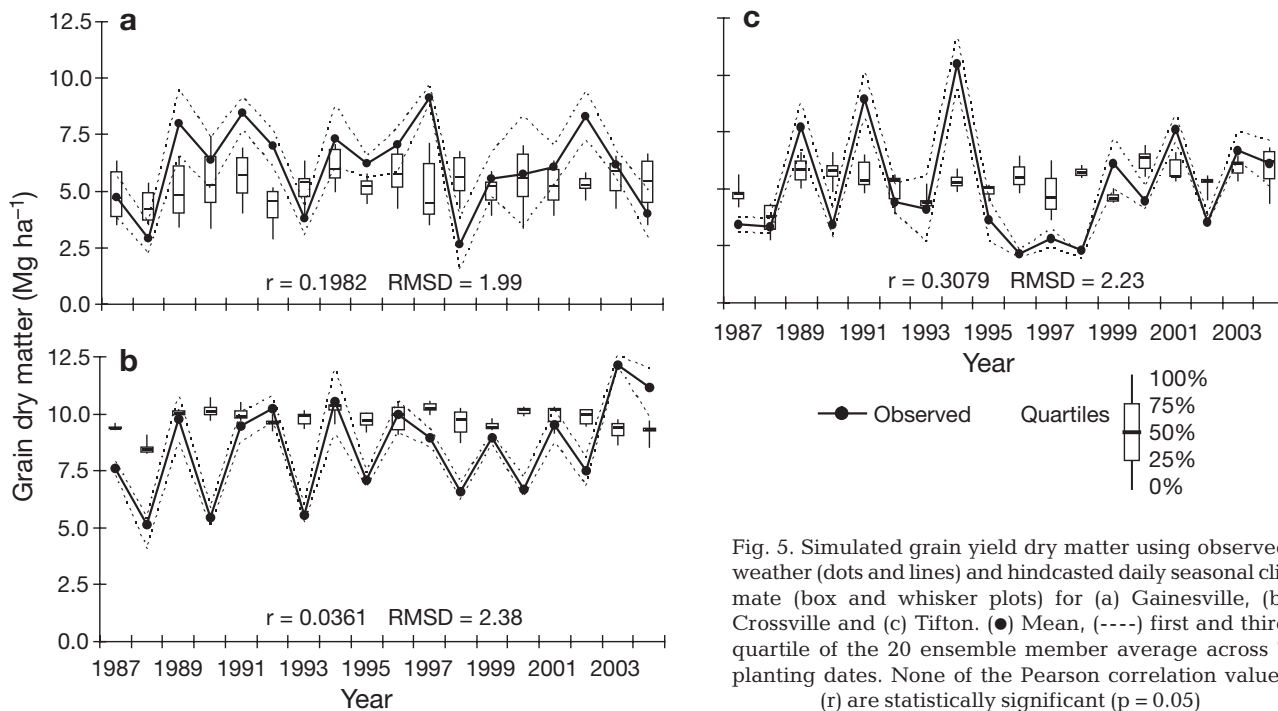 a
12.5
10.0
7.5
5.0
2.5
0.0
r = 0.1982 RMSD = 1.99
Grain dry matter (Mg ha⁻¹)
b
12.5
10.0
7.5
5.0
2.5
0.0
r = 0.0361 RMSD = 2.38
1987 1989 1991 1993 1995 1997 1999 2001 2003
Year
c
r = 0.3079 RMSD = 2.23
1987 1989 1991 1993 1995 1997 1999 2001 2003
Year
Observed
Quartiles
100%
75%
50%
25%
0%
Fig. 5. Simulated grain yield dry matter using observed
weather (dots and lines) and hindcasted daily seasonal cli-
mate (box and whisker plots) for (a) Gainesville, (b)
Crossville and (c) Tifton. (●) Mean, (----) first and third
quartile of the 20 ensemble member average across
planting dates. None of the Pearson correlation values
(r) are statistically significant (p = 0.05)